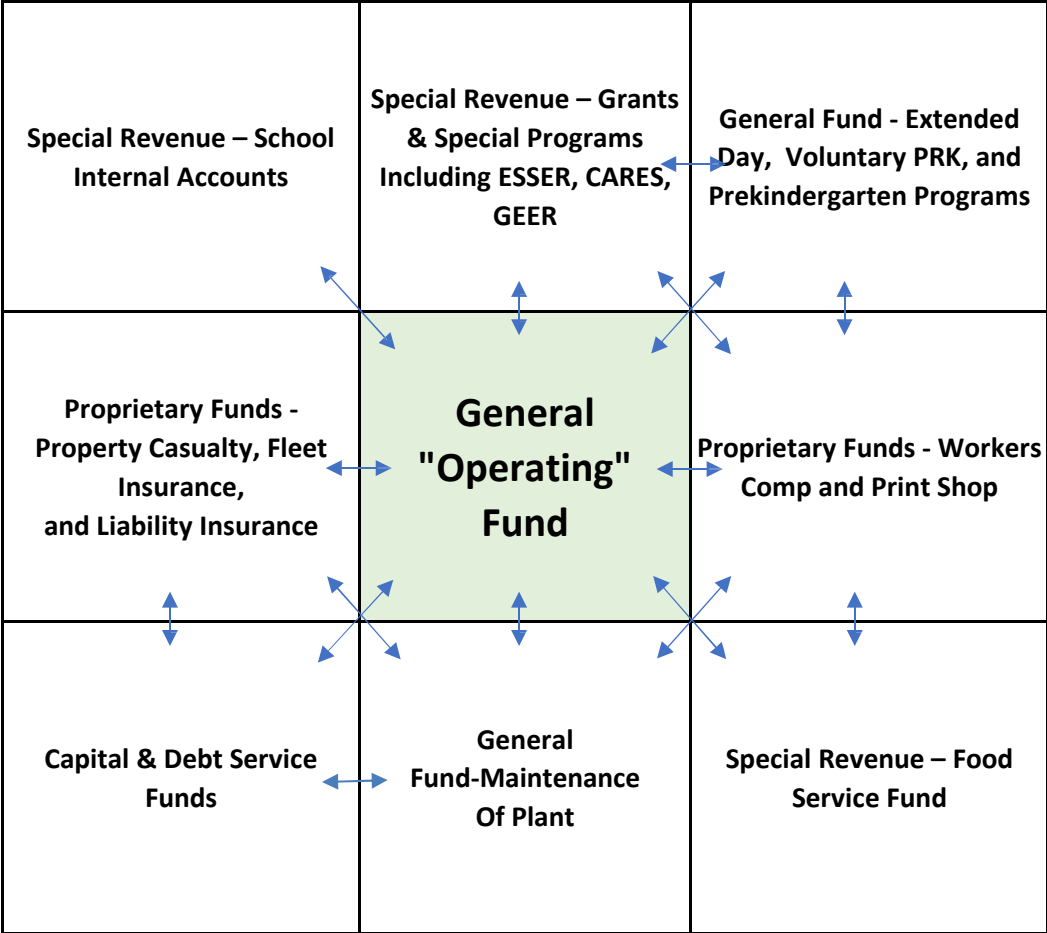 Special Revenue – School
Internal Accounts
Special Revenue – Grants
& Special Programs
Including ESSER, CARES,
GEER
General Fund - Extended
Day,  Voluntary PRK, and
Prekindergarten Programs
Proprietary Funds -
Property Casualty, Fleet
Insurance,
and Liability Insurance
General
"Operating"
Fund
Proprietary Funds - Workers
Comp and Print Shop
Capital & Debt Service
Funds
General
Fund-Maintenance
Of Plant
Special Revenue – Food
Service Fund